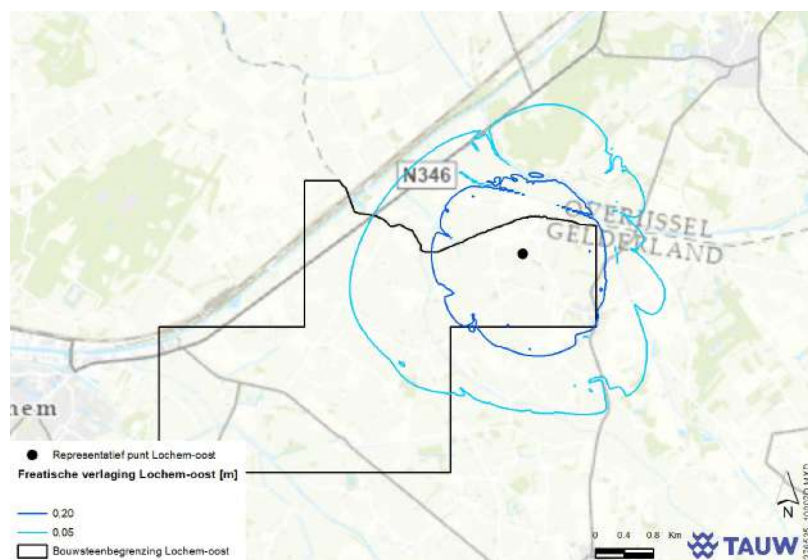 N346
OVERIJSSEL
GELDERLAND
hem
Representatief punt Lochem-oost
Freatische verlaging Lochem-oost [m]
0,20
0,05
Bouwsteenbegrenzing Lochem-oost
0 0.4 0.8 Km
N
TAUW